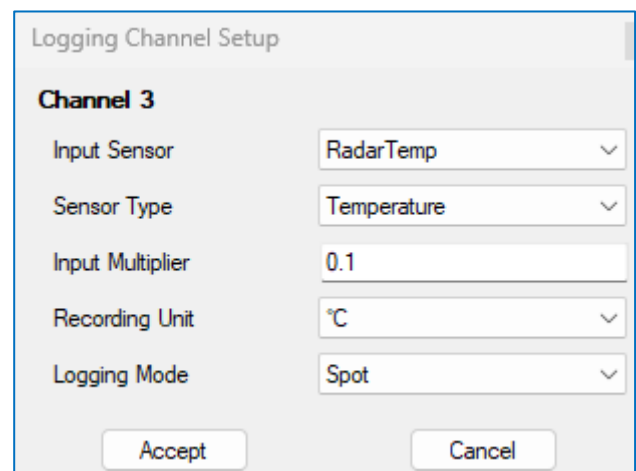 Logging Channel Setup
Channel 3
Input Sensor RadarTemp
Sensor Type Temperature
Input Multiplier 0.1
Recording Unit °C
Logging Mode Spot
Accept Cancel